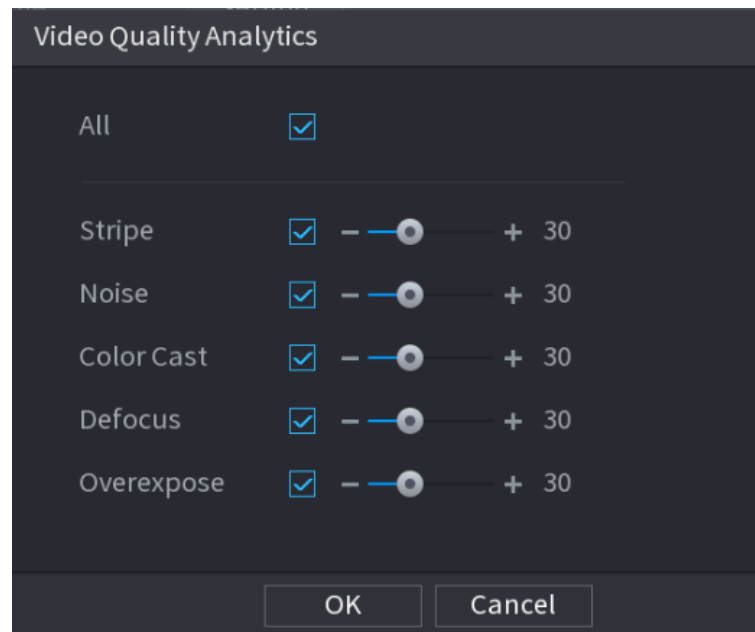 Video Quality Analytics
All
Stripe − + 30
Noise − + 30
Color Cast − + 30
Defocus − + 30
Overexpose − + 30
OK Cancel